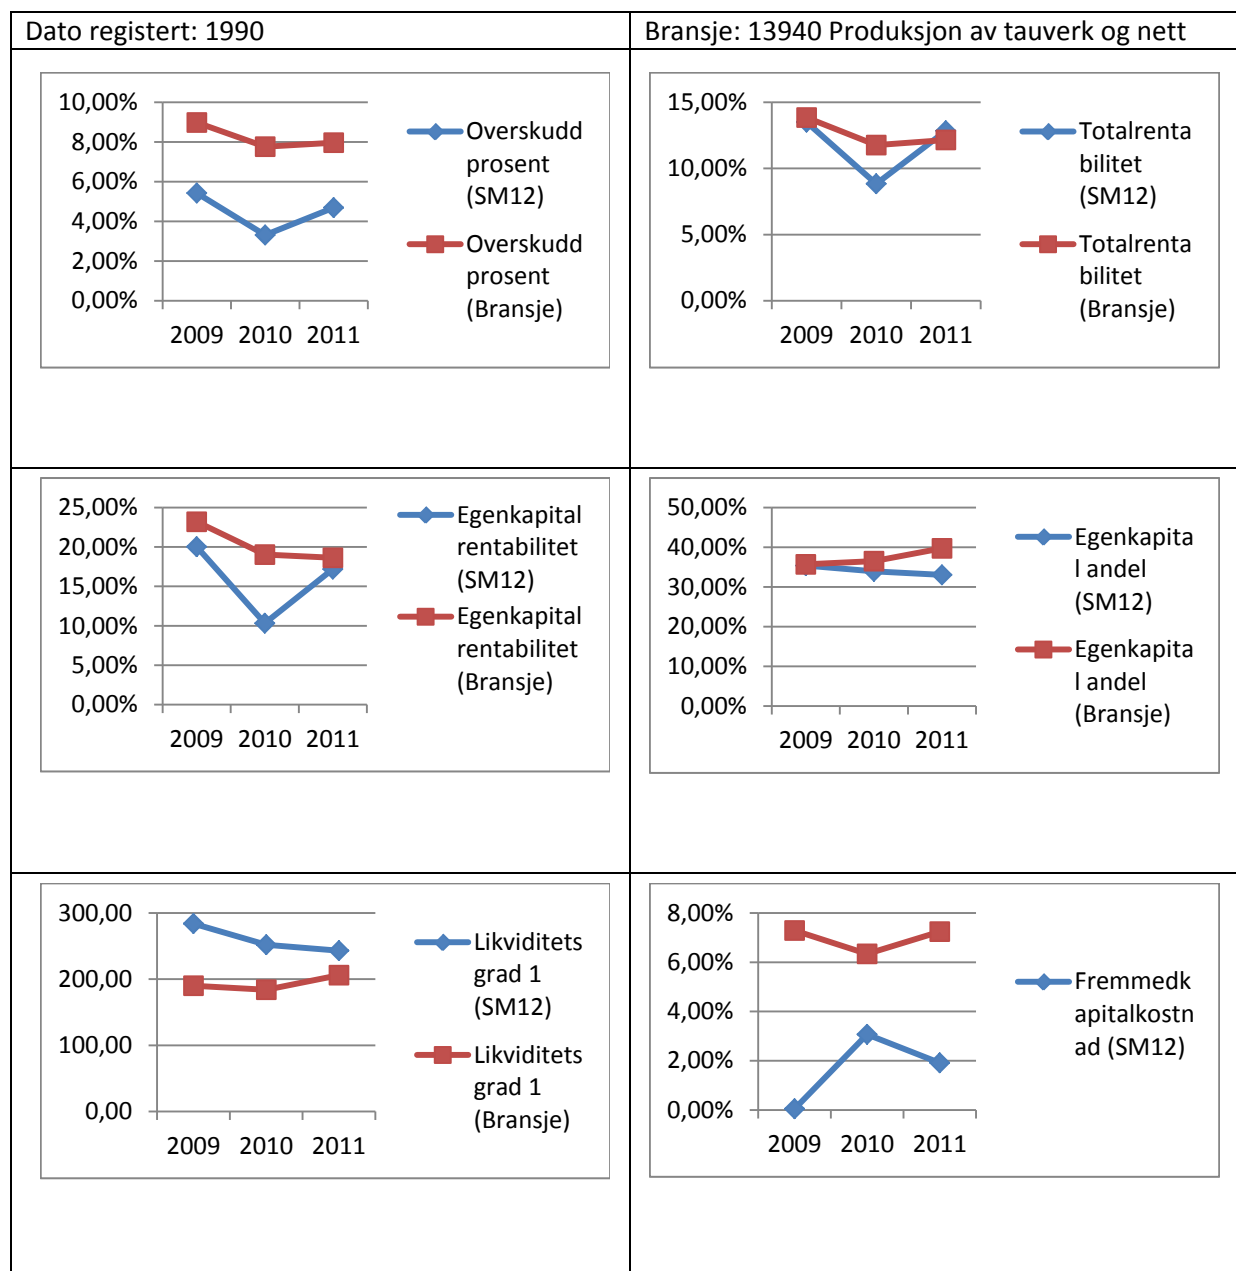 Dato registert: 1990
Bransje: 13940 Produksjon av tauverk og nett
10,00%
8,00%
6,00%
4,00%
2,00%
0,00%
2009 2010 2011
Overskudd
prosent
(SM12)
Overskudd
prosent
(Bransje)
15,00%
10,00%
5,00%
0,00%
2009 2010 2011
Totalrenta
bilitet
(SM12)
Totalrenta
bilitet
(Bransje)
25,00%
20,00%
15,00%
10,00%
5,00%
0,00%
2009 2010 2011
Egenkapital
rentabilitet
(SM12)
Egenkapital
rentabilitet
(Bransje)
50,00%
40,00%
30,00%
20,00%
10,00%
0,00%
2009 2010 2011
Egenkapita
l andel
(SM12)
Egenkapita
l andel
(Bransje)
300,00
200,00
100,00
0,00
2009 2010 2011
Likviditets
grad 1
(SM12)
Likviditets
grad 1
(Bransje)
8,00%
6,00%
4,00%
2,00%
0,00%
2009 2010 2011
Fremmedk
apitalkostn
ad (SM12)